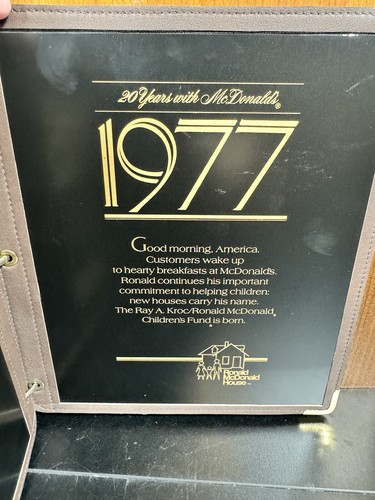 20 Years with McDonald's®
1977
Good morning, America.
Customers wake up
to hearty breakfasts at McDonald's.
Ronald continues his important
commitment to helping children:
new houses carry his name.
The Ray A. Kroc/Ronald McDonald
Children's Fund is born.
Ronald
McDonald
House™